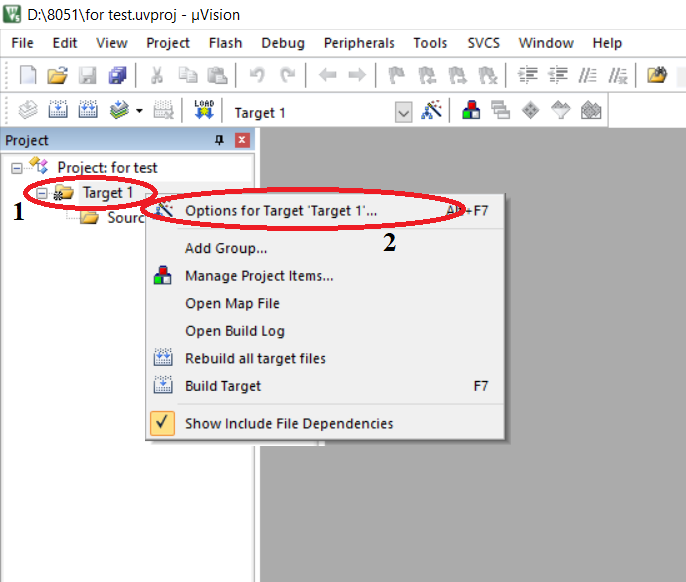 D:\8051\for test.uvproj - µVision
File Edit View Project Flash Debug Peripherals Tools SVCS Window Help
LOAD Target 1
Project
Project: for test
Target 1
1
Options for Target 'Target 1'... Alt+F7
2
Add Group...
Manage Project Items...
Open Map File
Open Build Log
Rebuild all target files
Build Target F7
Show Include File Dependencies